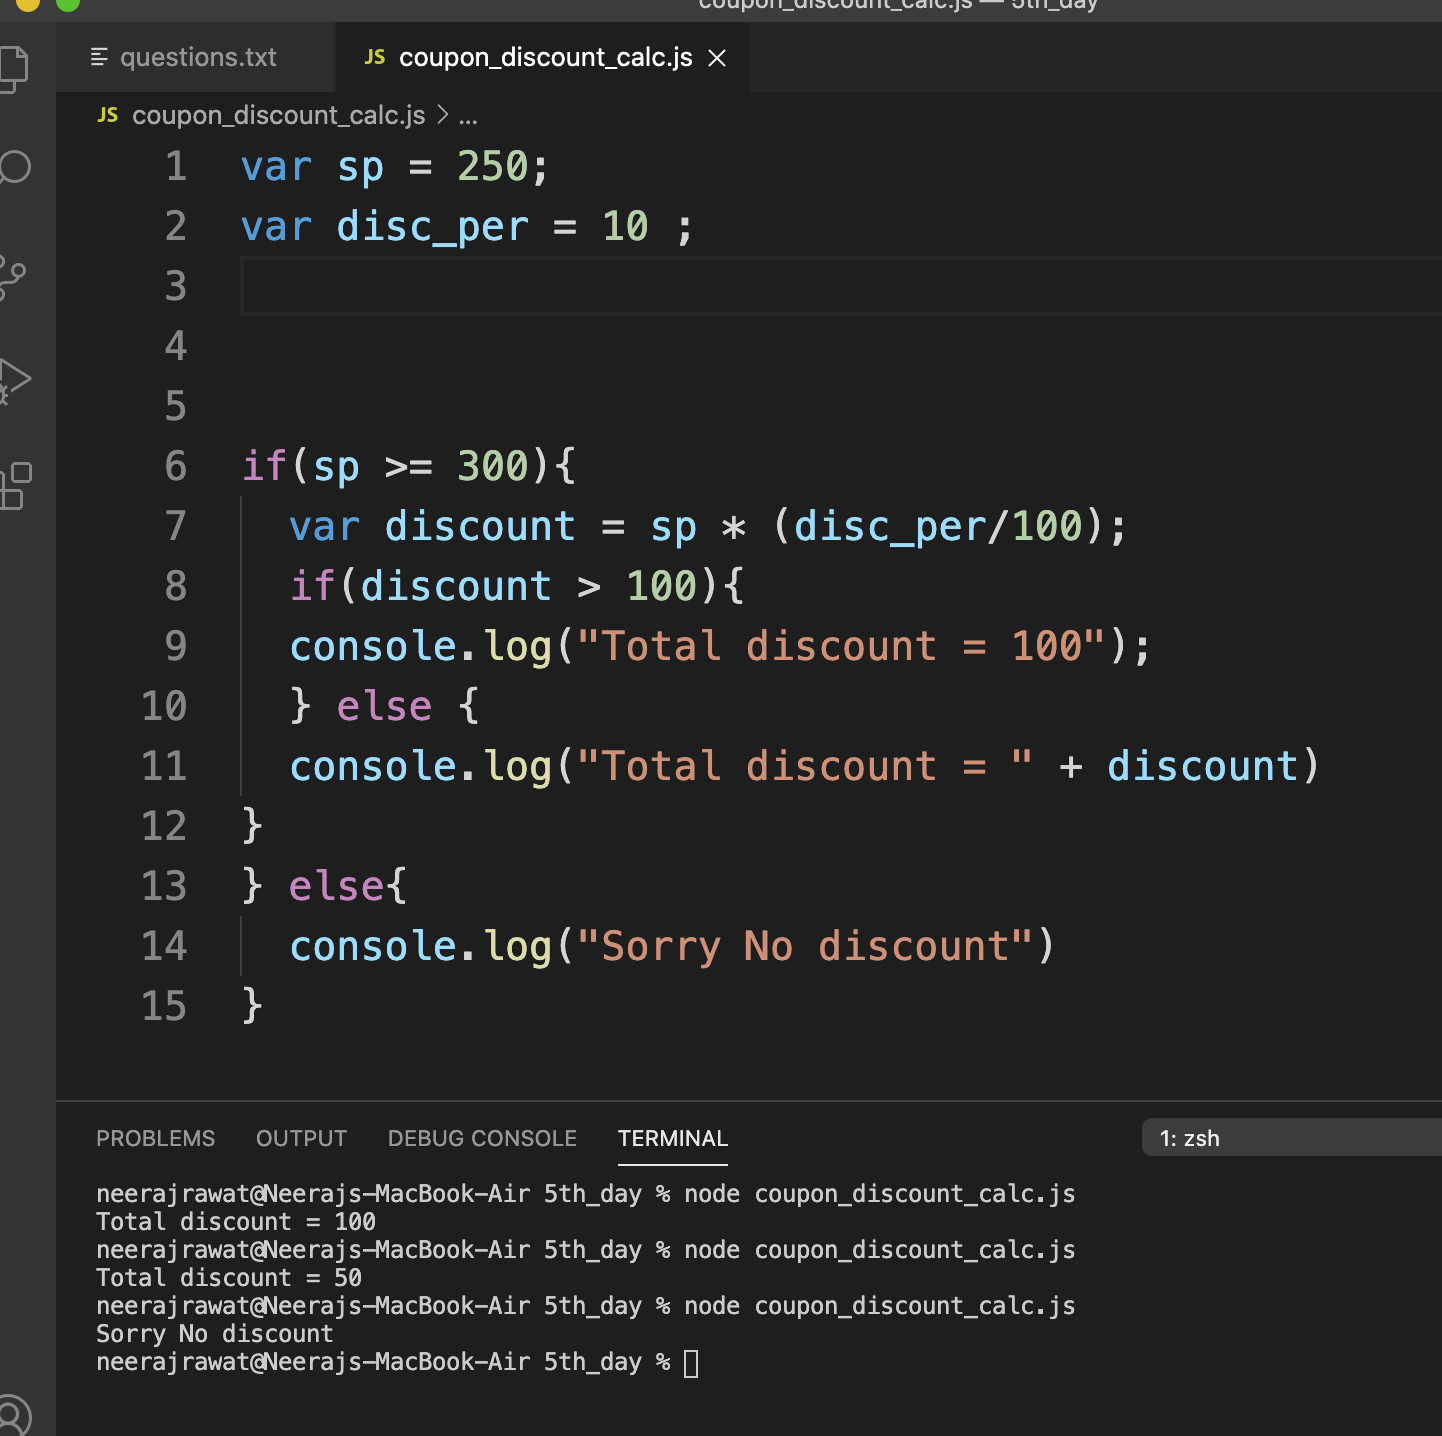 coupon_discount_calc.js — 5th_day
questions.txt
JS coupon_discount_calc.js
JS coupon_discount_calc.js > ...
1 var sp = 250;
2 var disc_per = 10 ;
3
4
5
6 if(sp >= 300){
7 var discount = sp * (disc_per/100);
8 if(discount > 100){
9 console.log("Total discount = 100");
10 } else {
11 console.log("Total discount = " + discount)
12 }
13 } else{
14 console.log("Sorry No discount")
15 }
PROBLEMS OUTPUT DEBUG CONSOLE TERMINAL 1: zsh
neerajrawat@Neerajs-MacBook-Air 5th_day % node coupon_discount_calc.js
Total discount = 100
neerajrawat@Neerajs-MacBook-Air 5th_day % node coupon_discount_calc.js
Total discount = 50
neerajrawat@Neerajs-MacBook-Air 5th_day % node coupon_discount_calc.js
Sorry No discount
neerajrawat@Neerajs-MacBook-Air 5th_day %